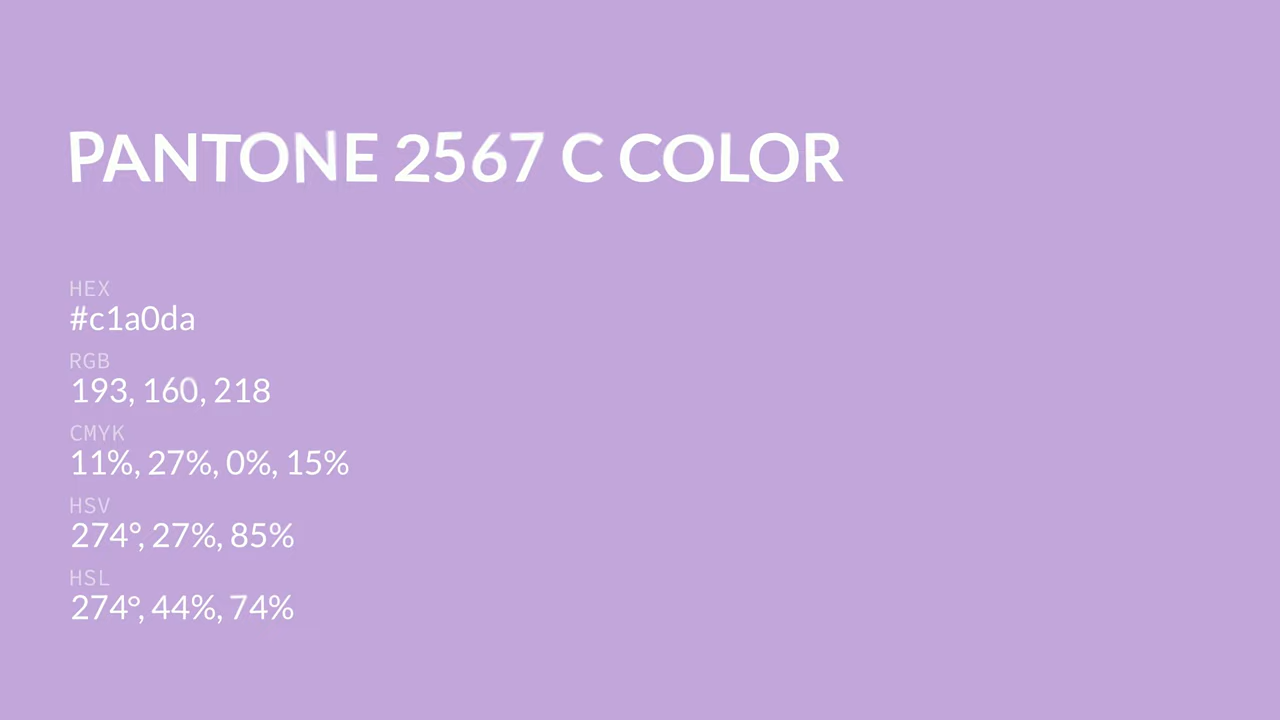 PANTONE 2567 C COLOR
HEX
#c1a0da
RGB
193, 160, 218
CMYK
11%, 27%, 0%, 15%
HSV
274°, 27%, 85%
HSL
274°, 44%, 74%